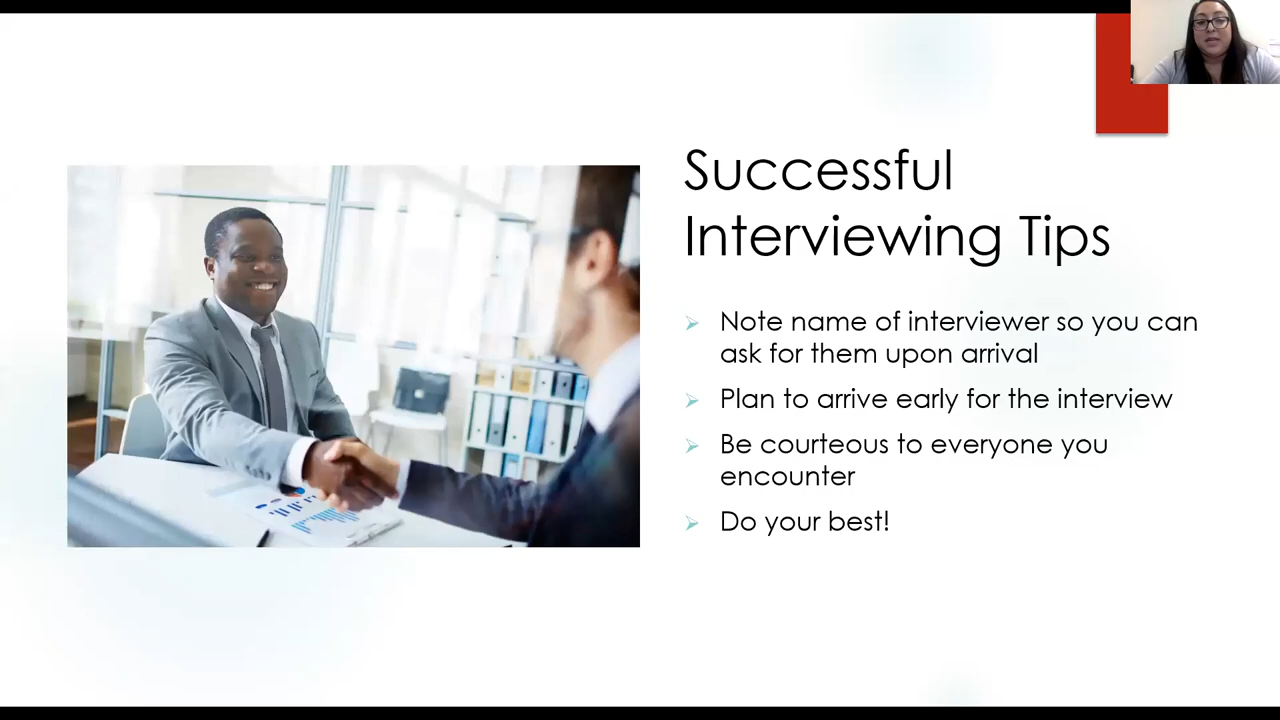 Successful
Interviewing Tips
Note name of interviewer so you can
ask for them upon arrival
Plan to arrive early for the interview
Be courteous to everyone you
encounter
Do your best!